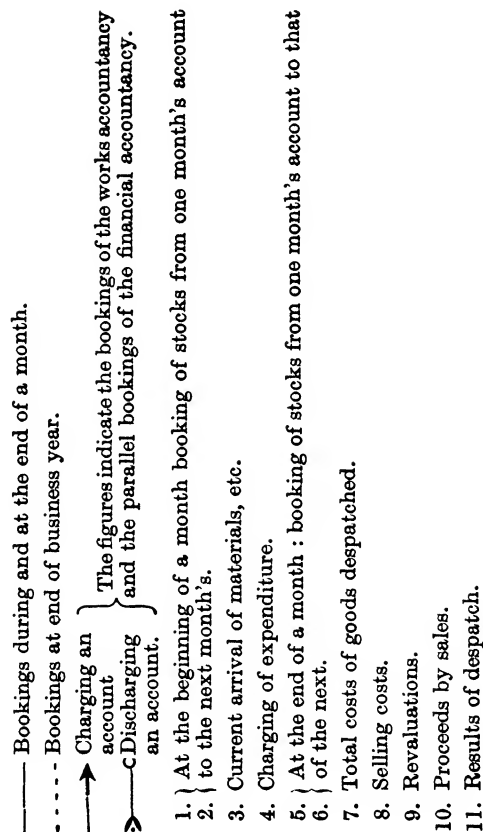 Bookings during and at the end of a month.
Bookings at end of business year.
Charging an account
Discharging an account.
The figures indicate the bookings of the works accountancy
and the parallel bookings of the financial accountancy.
1. } At the beginning of a month booking of stocks from one month's account
2. } to the next month's.
3. Current arrival of materials, etc.
4. Charging of expenditure.
5. } At the end of a month : booking of stocks from one month's account to that
6. } of the next.
7. Total costs of goods despatched.
8. Selling costs.
9. Revaluations.
10. Proceeds by sales.
11. Results of despatch.